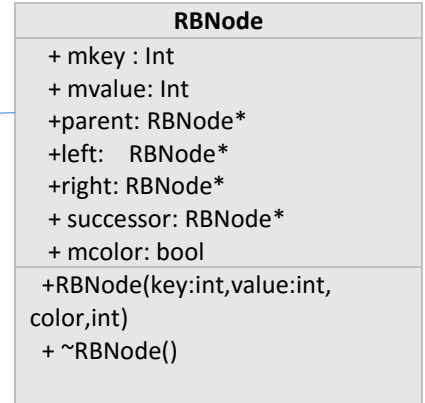 RBNode
+ mkey : Int
+ mvalue: Int
+parent: RBNode*
+left: RBNode*
+right: RBNode*
+ successor: RBNode*
+ mcolor: bool
+RBNode(key:int,value:int,
color,int)
+ ~RBNode()